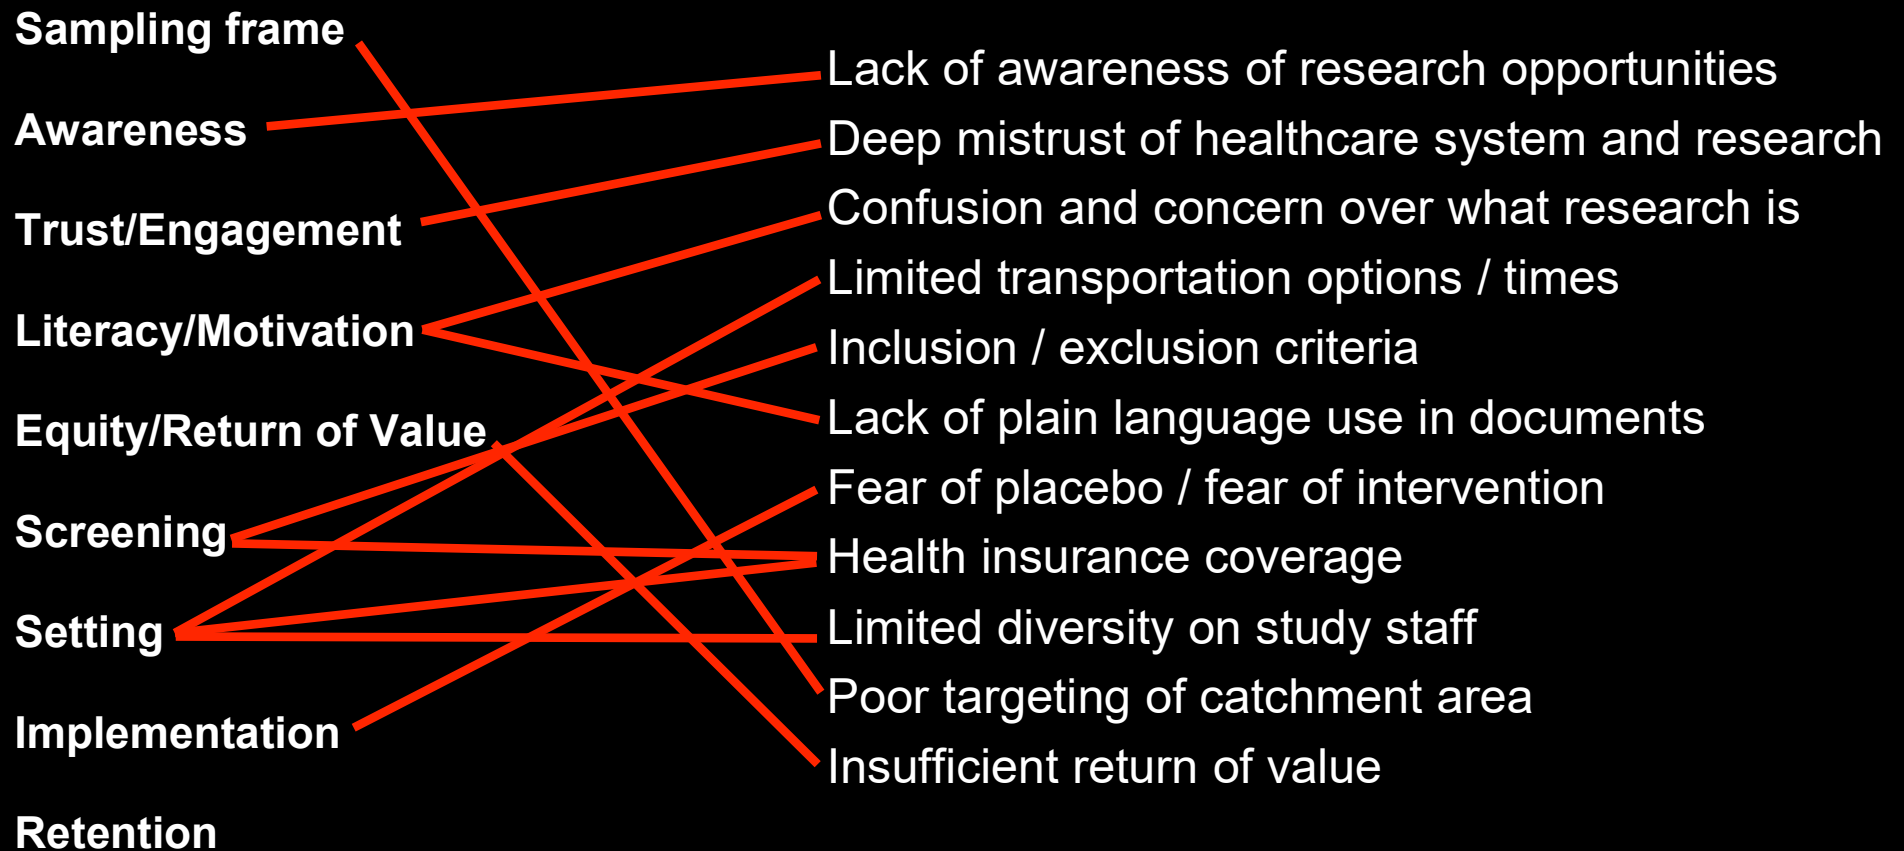 Sampling frame
Awareness
Trust/Engagement
Literacy/Motivation
Equity/Return of Value
Screening
Setting
Implementation
Retention
Lack of awareness of research opportunities
Deep mistrust of healthcare system and research
Confusion and concern over what research is
Limited transportation options / times
Inclusion / exclusion criteria
Lack of plain language use in documents
Fear of placebo / fear of intervention
Health insurance coverage
Limited diversity on study staff
Poor targeting of catchment area
Insufficient return of value